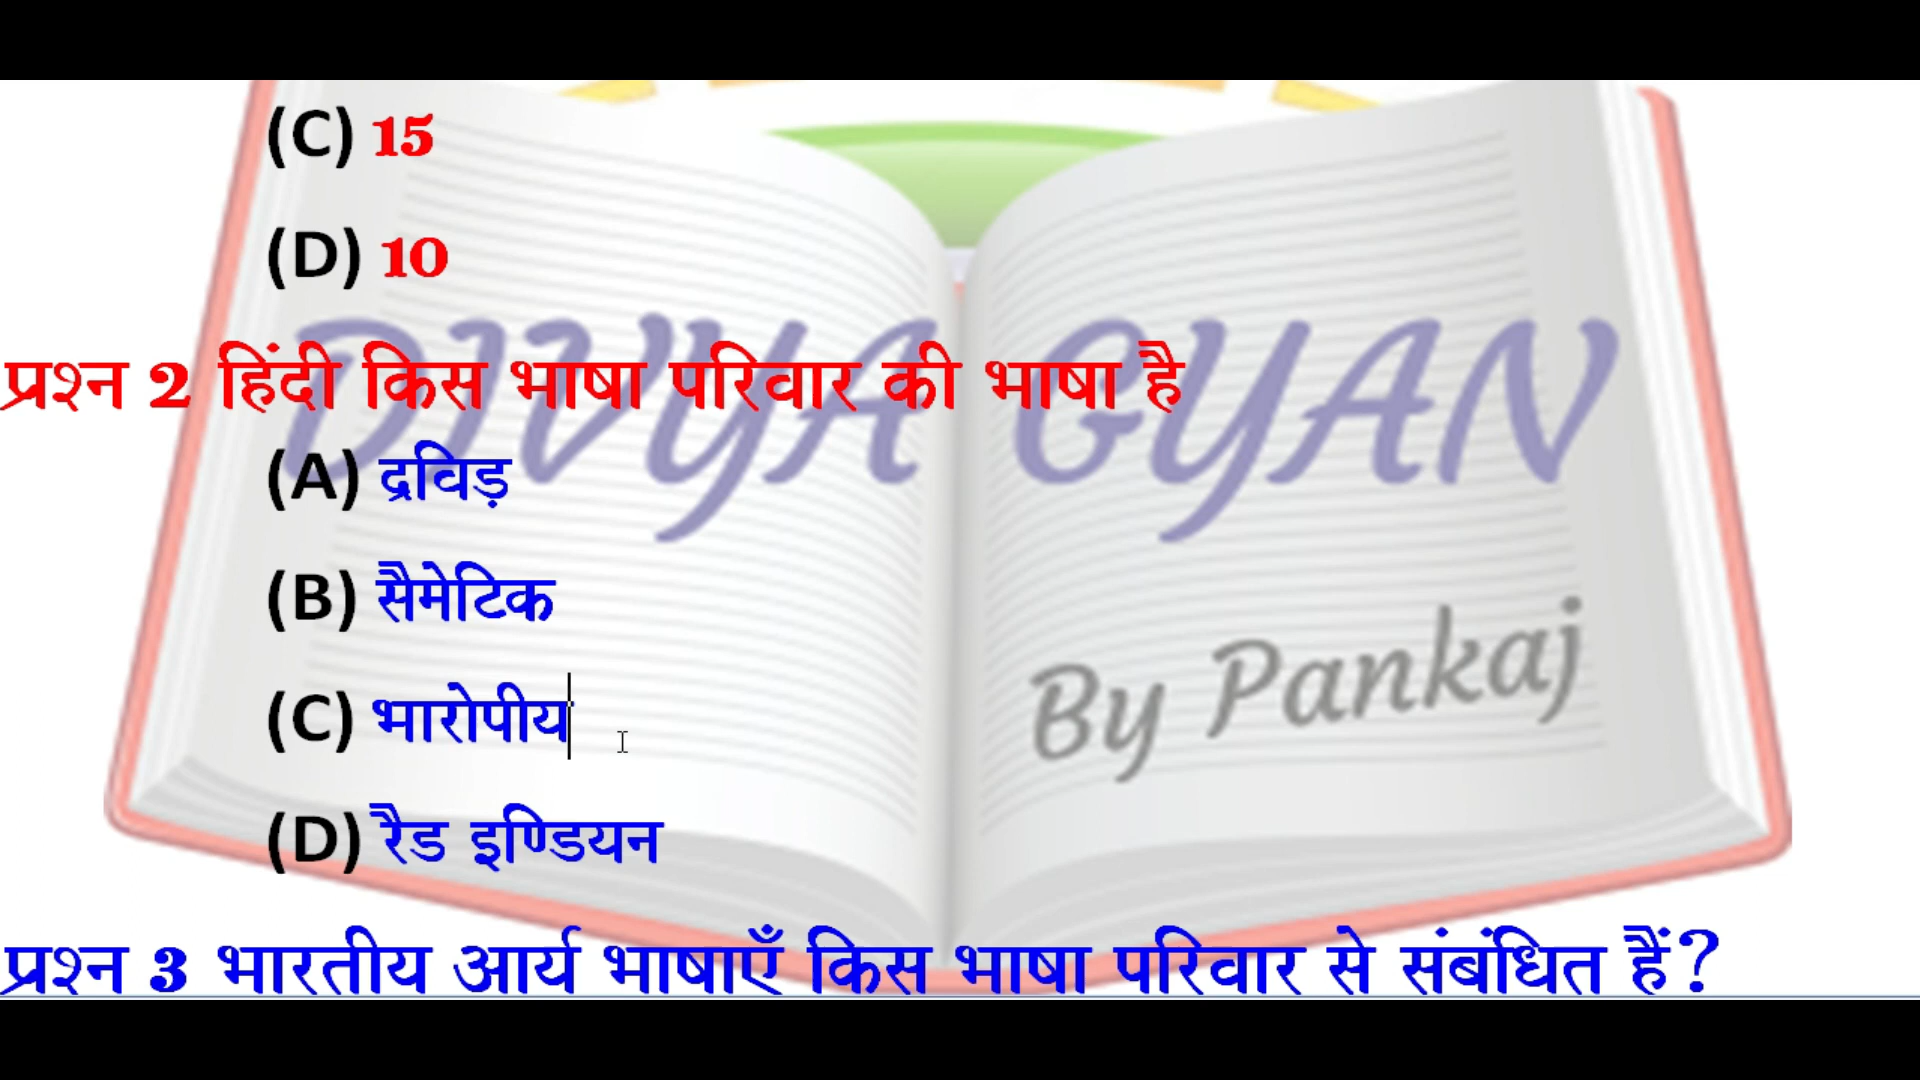 (C) 15
(D) 10
DIVYA GYAN
प्रश्न 2 हिंदी किस भाषा परिवार की भाषा है
(A) द्रविड़
(B) सैमेटिक
By Pankaj
(C) भारोपीय
(D) रैड इण्डियन
प्रश्न 3 भारतीय आर्य भाषाएँ किस भाषा परिवार से संबंधित हैं?